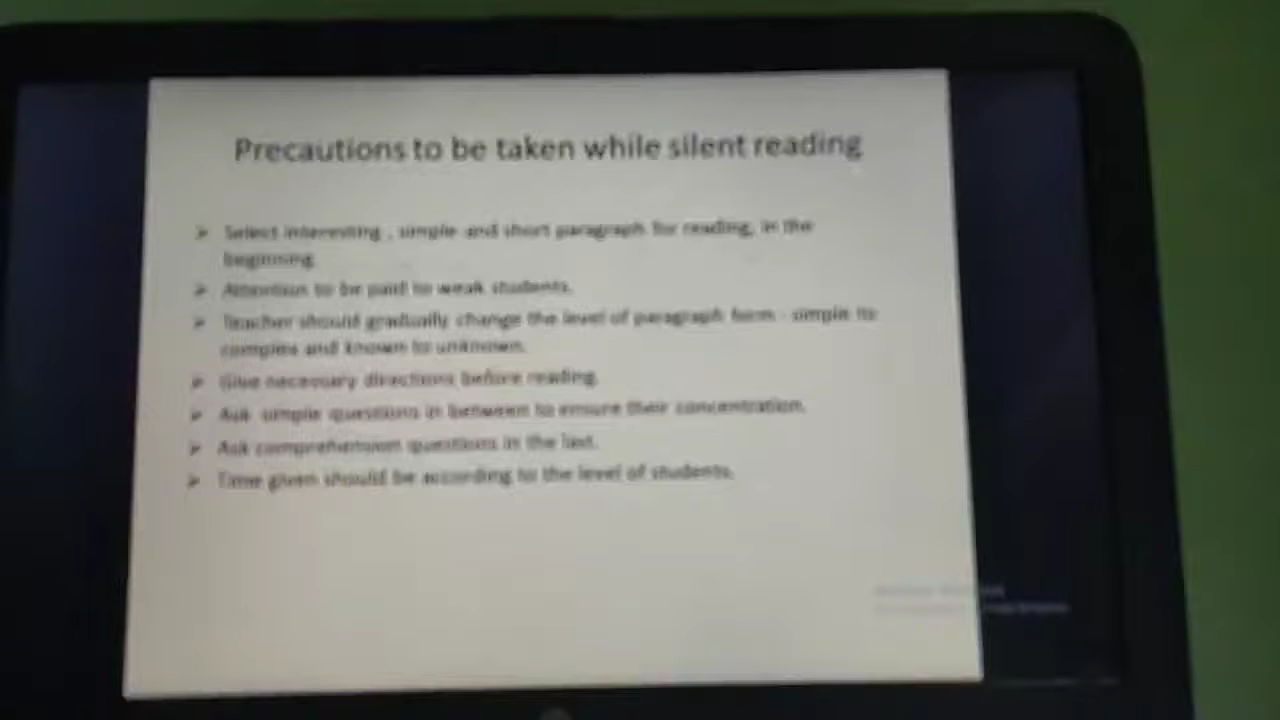 Precautions to be taken while silent reading
➢ Select interesting , simple and short paragraph for reading, in the
beginning.
➢ Attention to be paid to weak students.
➢ Teacher should gradually change the level of paragraph form - simple to
complex and known to unknown.
➢ Give necessary directions before reading.
➢ Ask simple questions in between to ensure their concentration.
➢ Ask comprehension questions in the last.
➢ Time given should be according to the level of students.